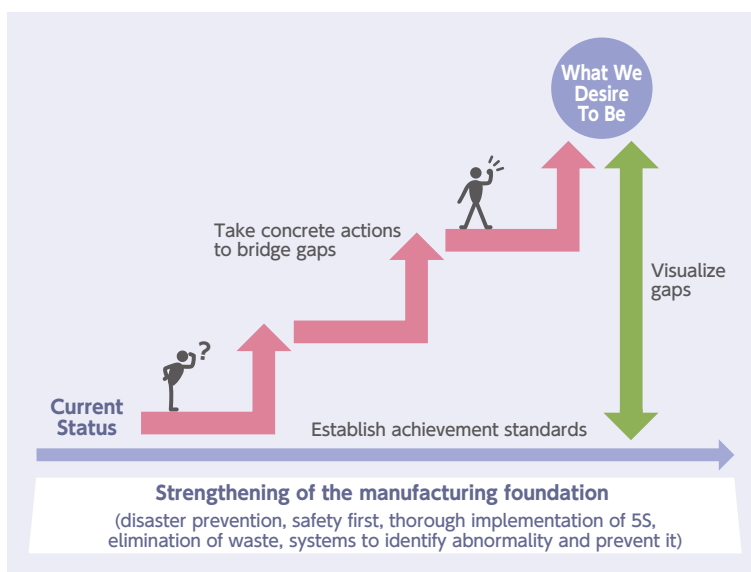 What We
Desire
To Be
Take concrete actions
to bridge gaps
Visualize
gaps
?
Current
Status
Establish achievement standards
Strengthening of the manufacturing foundation
(disaster prevention, safety first, thorough implementation of 5S,
elimination of waste, systems to identify abnormality and prevent it)